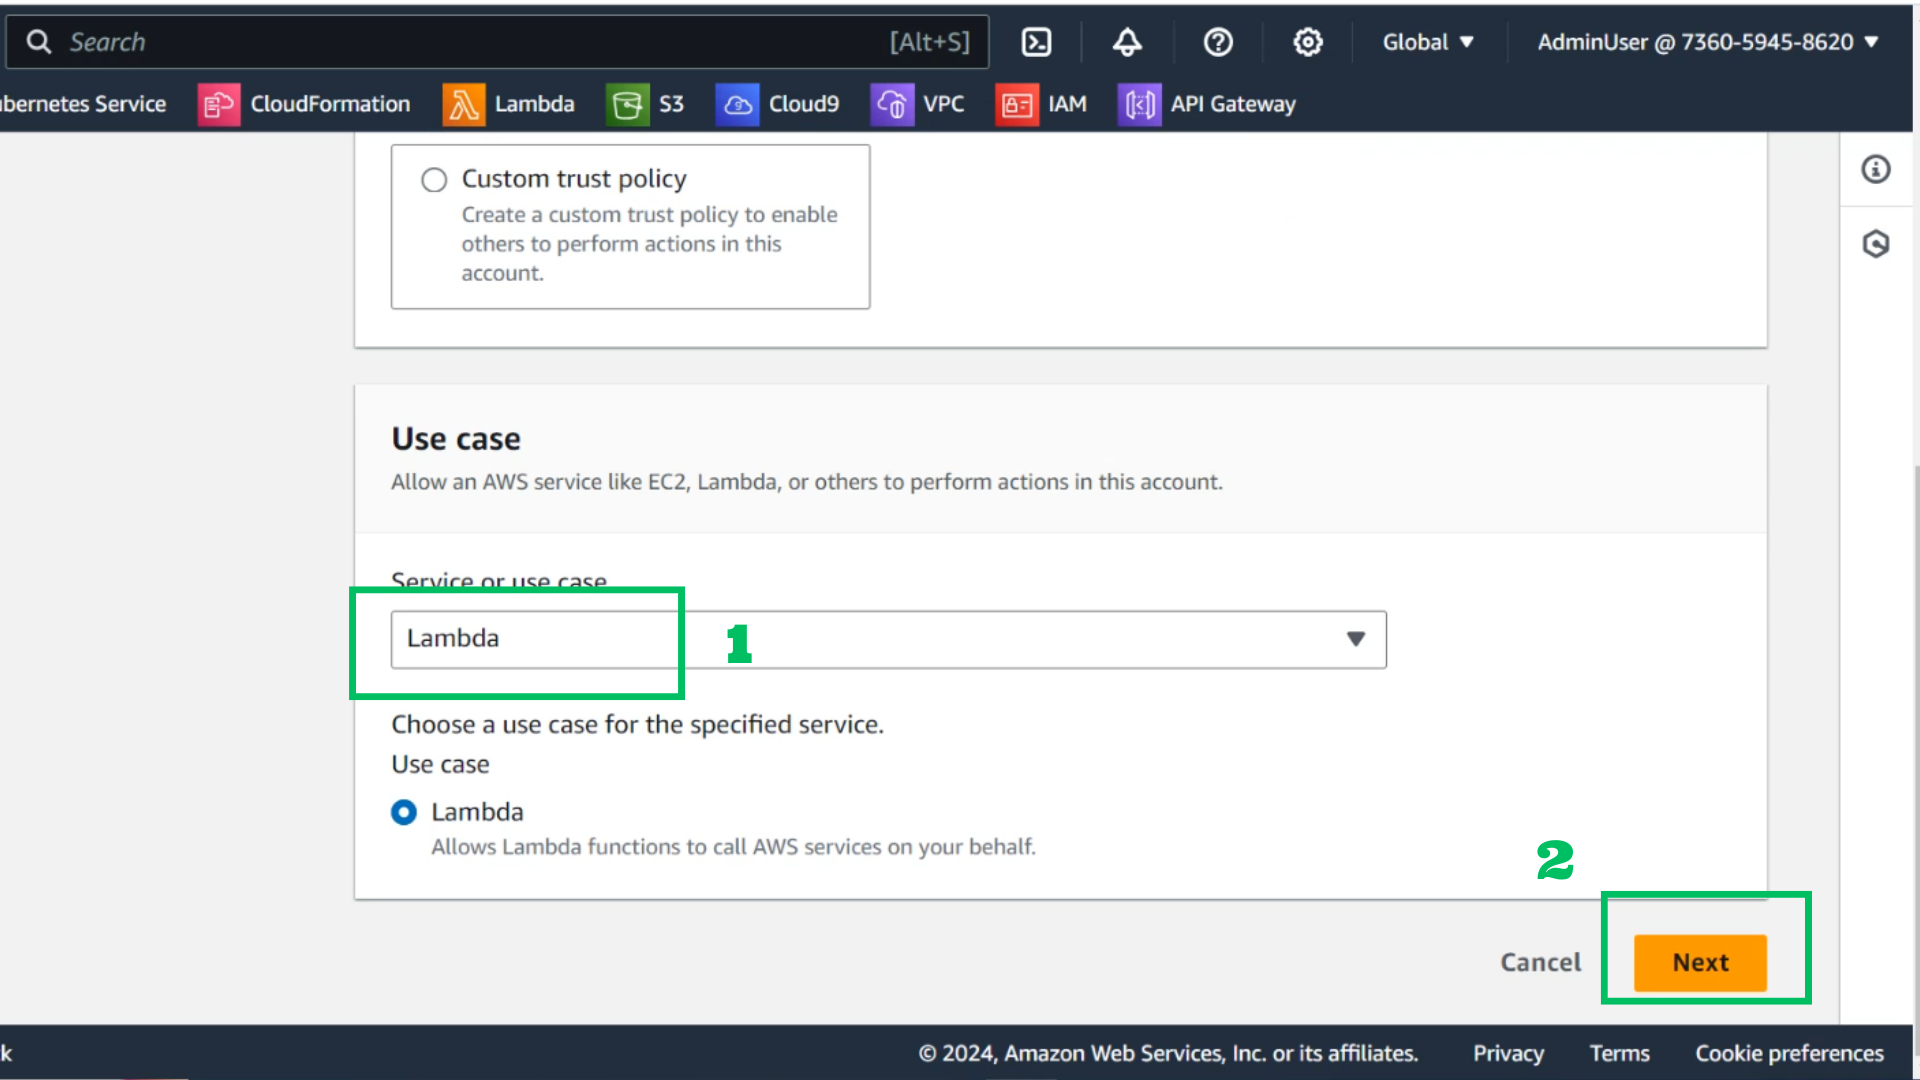 Search [Alt+S] Global AdminUser @ 7360-5945-8620
bernetes Service CloudFormation Lambda S3 Cloud9 VPC IAM API Gateway
Custom trust policy
Create a custom trust policy to enable
others to perform actions in this
account.
Use case
Allow an AWS service like EC2, Lambda, or others to perform actions in this account.
Service or use case
Lambda 1
Choose a use case for the specified service.
Use case
Lambda
Allows Lambda functions to call AWS services on your behalf.
2
Cancel Next
k © 2024, Amazon Web Services, Inc. or its affiliates. Privacy Terms Cookie preferences